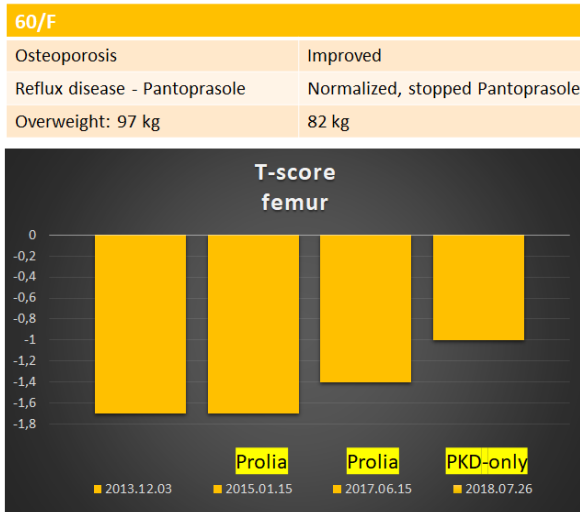 60/F
Osteoporosis Improved
Reflux disease - Pantoprasole Normalized, stopped Pantoprasole
Overweight: 97 kg 82 kg
T-score
femur
0
-0,2
-0,4
-0,6
-0,8
-1
-1,2
-1,4
-1,6
-1,8
Prolia Prolia PKD-only
2013.12.03 2015.01.15 2017.06.15 2018.07.26